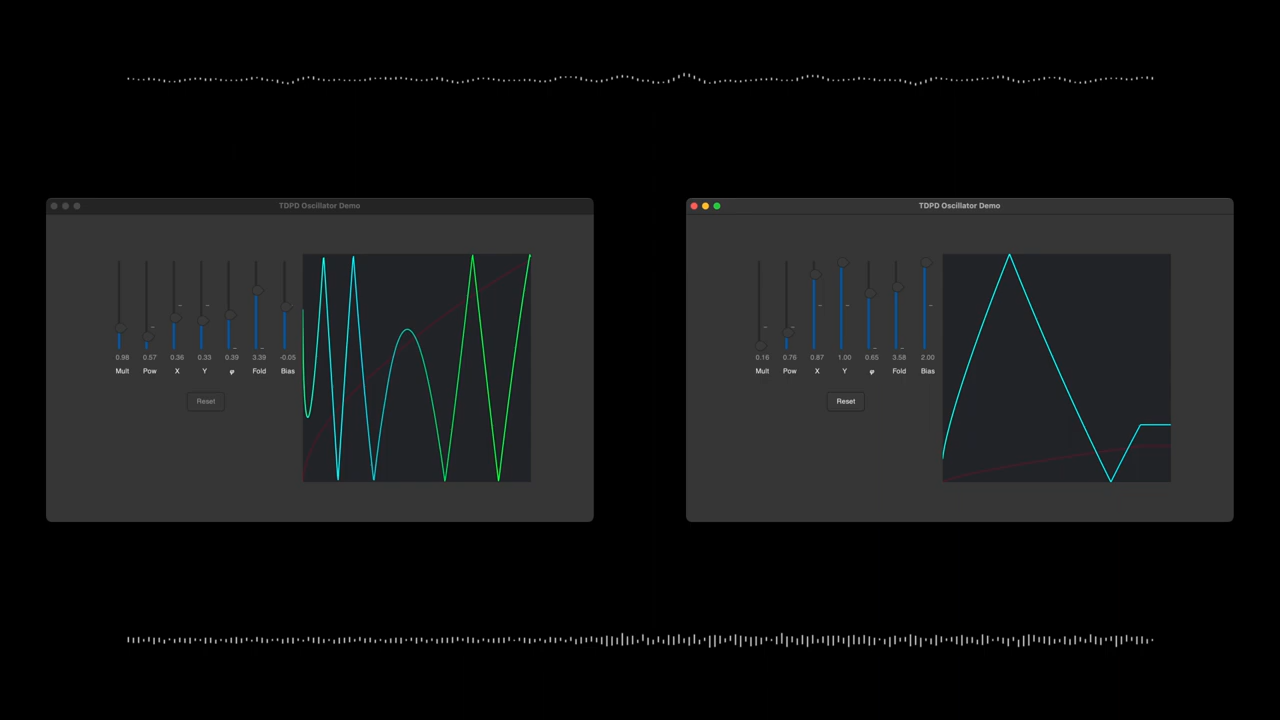 TDPD Oscillator Demo
0.98 0.57 0.36 0.33 0.39 3.39 -0.05
Mult Pow X Y φ Fold Bias
Reset
TDPD Oscillator Demo
0.16 0.76 0.87 1.00 0.65 3.58 2.00
Mult Pow X Y φ Fold Bias
Reset